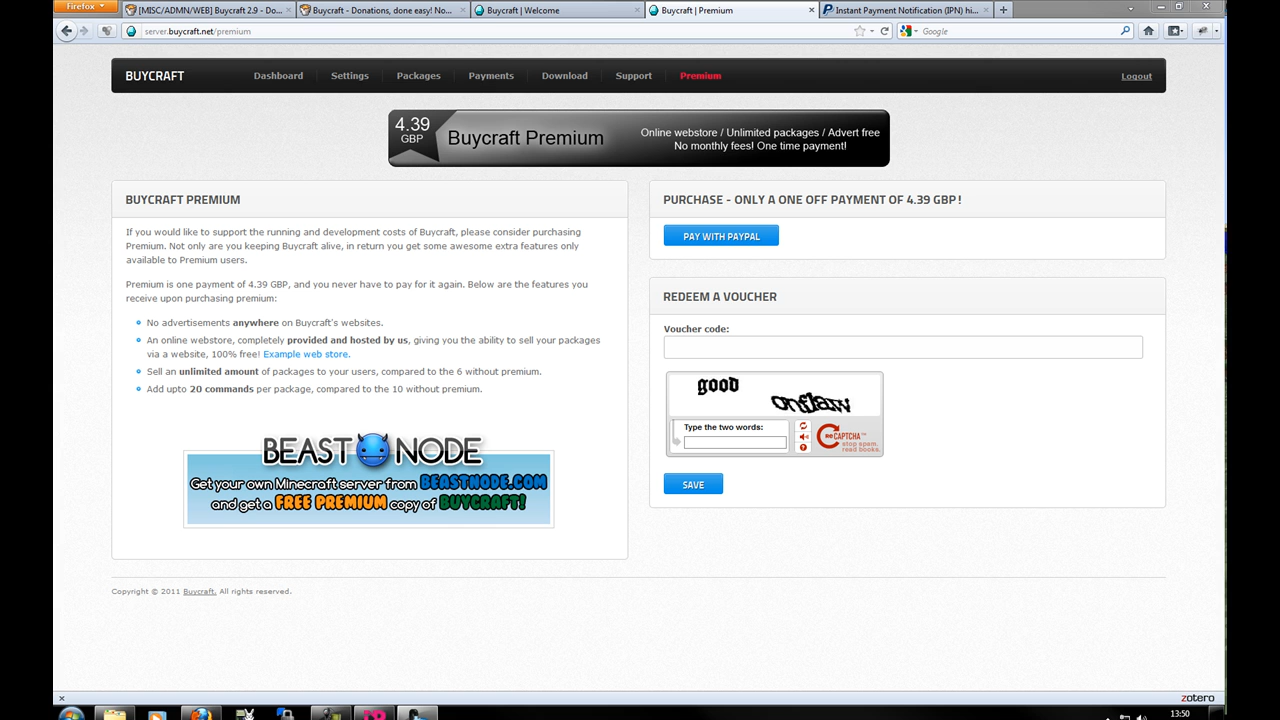 Firefox
[MISC/ADMN/WEB] Buycraft 2.9 - Do...
Buycraft - Donations, done easy! No...
Buycraft | Welcome
Buycraft | Premium
Instant Payment Notification (IPN) hi...
server.buycraft.net/premium
Google
BUYCRAFT
Dashboard
Settings
Packages
Payments
Download
Support
Premium
Logout
4.39
GBP
Buycraft Premium
Online webstore / Unlimited packages / Advert free
No monthly fees! One time payment!
BUYCRAFT PREMIUM
If you would like to support the running and development costs of Buycraft, please consider purchasing
Premium. Not only are you keeping Buycraft alive, in return you get some awesome extra features only
available to Premium users.
Premium is one payment of 4.39 GBP, and you never have to pay for it again. Below are the features you
receive upon purchasing premium:
No advertisements anywhere on Buycraft's websites.
An online webstore, completely provided and hosted by us, giving you the ability to sell your packages
via a website, 100% free! Example web store.
Sell an unlimited amount of packages to your users, compared to the 6 without premium.
Add upto 20 commands per package, compared to the 10 without premium.
BEAST NODE
Get your own Minecraft server from BEASTNODE.COM
and get a FREE PREMIUM copy of BUYCRAFT!
PURCHASE - ONLY A ONE OFF PAYMENT OF 4.39 GBP!
PAY WITH PAYPAL
REDEEM A VOUCHER
Voucher code:
good
Type the two words:
reCAPTCHA™
stop spam.
read books.
SAVE
Copyright © 2011 Buycraft. All rights reserved.
zotero
13:50